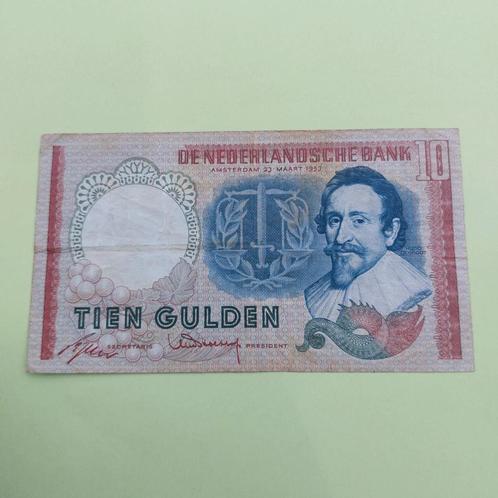 DE NEDERLANDSCHE BANK
10
AMSTERDAM 23 MAART 1953
TIEN GULDEN
SECRETARIS
PRESIDENT